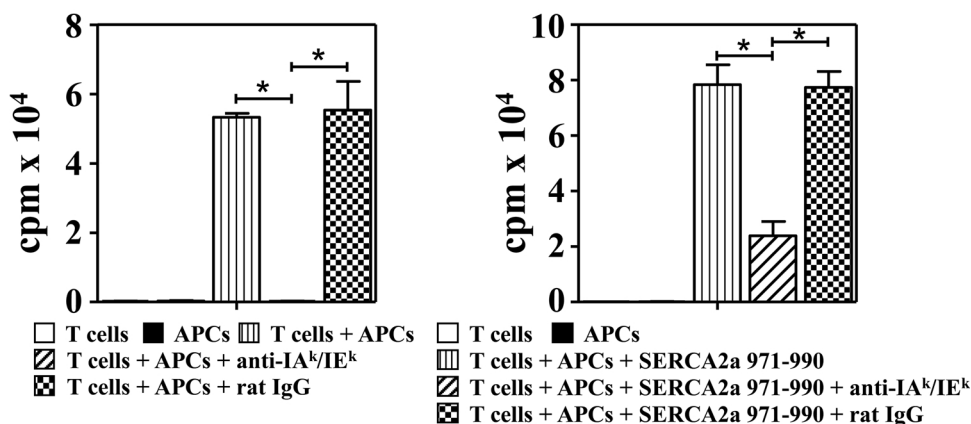 8
6
4
2
0
cpm x 10⁴
*
*
T cells APCs T cells + APCs
T cells + APCs + anti-IAᵏ/IEᵏ
T cells + APCs + rat IgG
10
8
6
4
2
0
cpm x 10⁴
*
*
T cells APCs
T cells + APCs + SERCA2a 971-990
T cells + APCs + SERCA2a 971-990 + anti-IAᵏ/IEᵏ
T cells + APCs + SERCA2a 971-990 + rat IgG